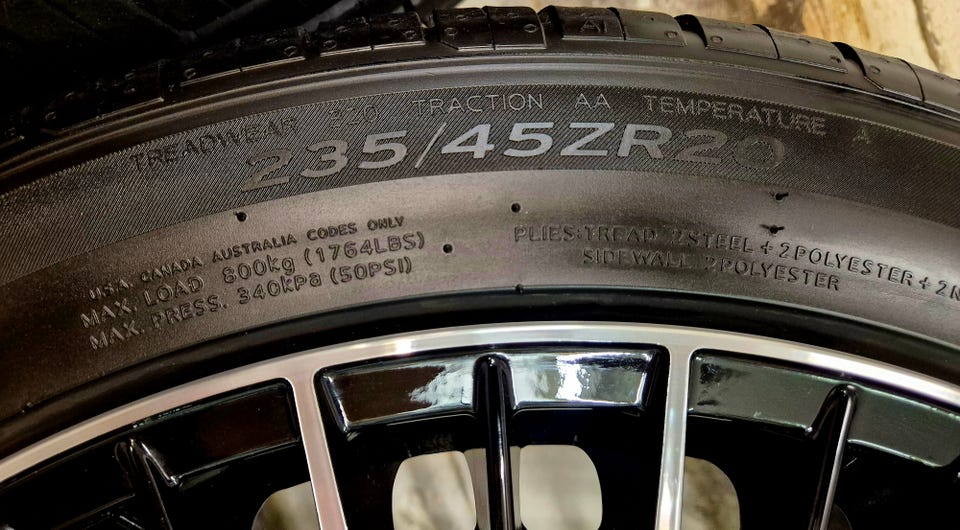 TREADWEAR 320 TRACTION AA TEMPERATURE A
235/45ZR20
U.S.A. CANADA AUSTRALIA CODES ONLY
MAX. LOAD 800kg (1764LBS)
MAX. PRESS. 340kPa (50PSI)
PLIES:TREAD 2STEEL + 2POLYESTER + 2
SIDEWALL 2POLYESTER